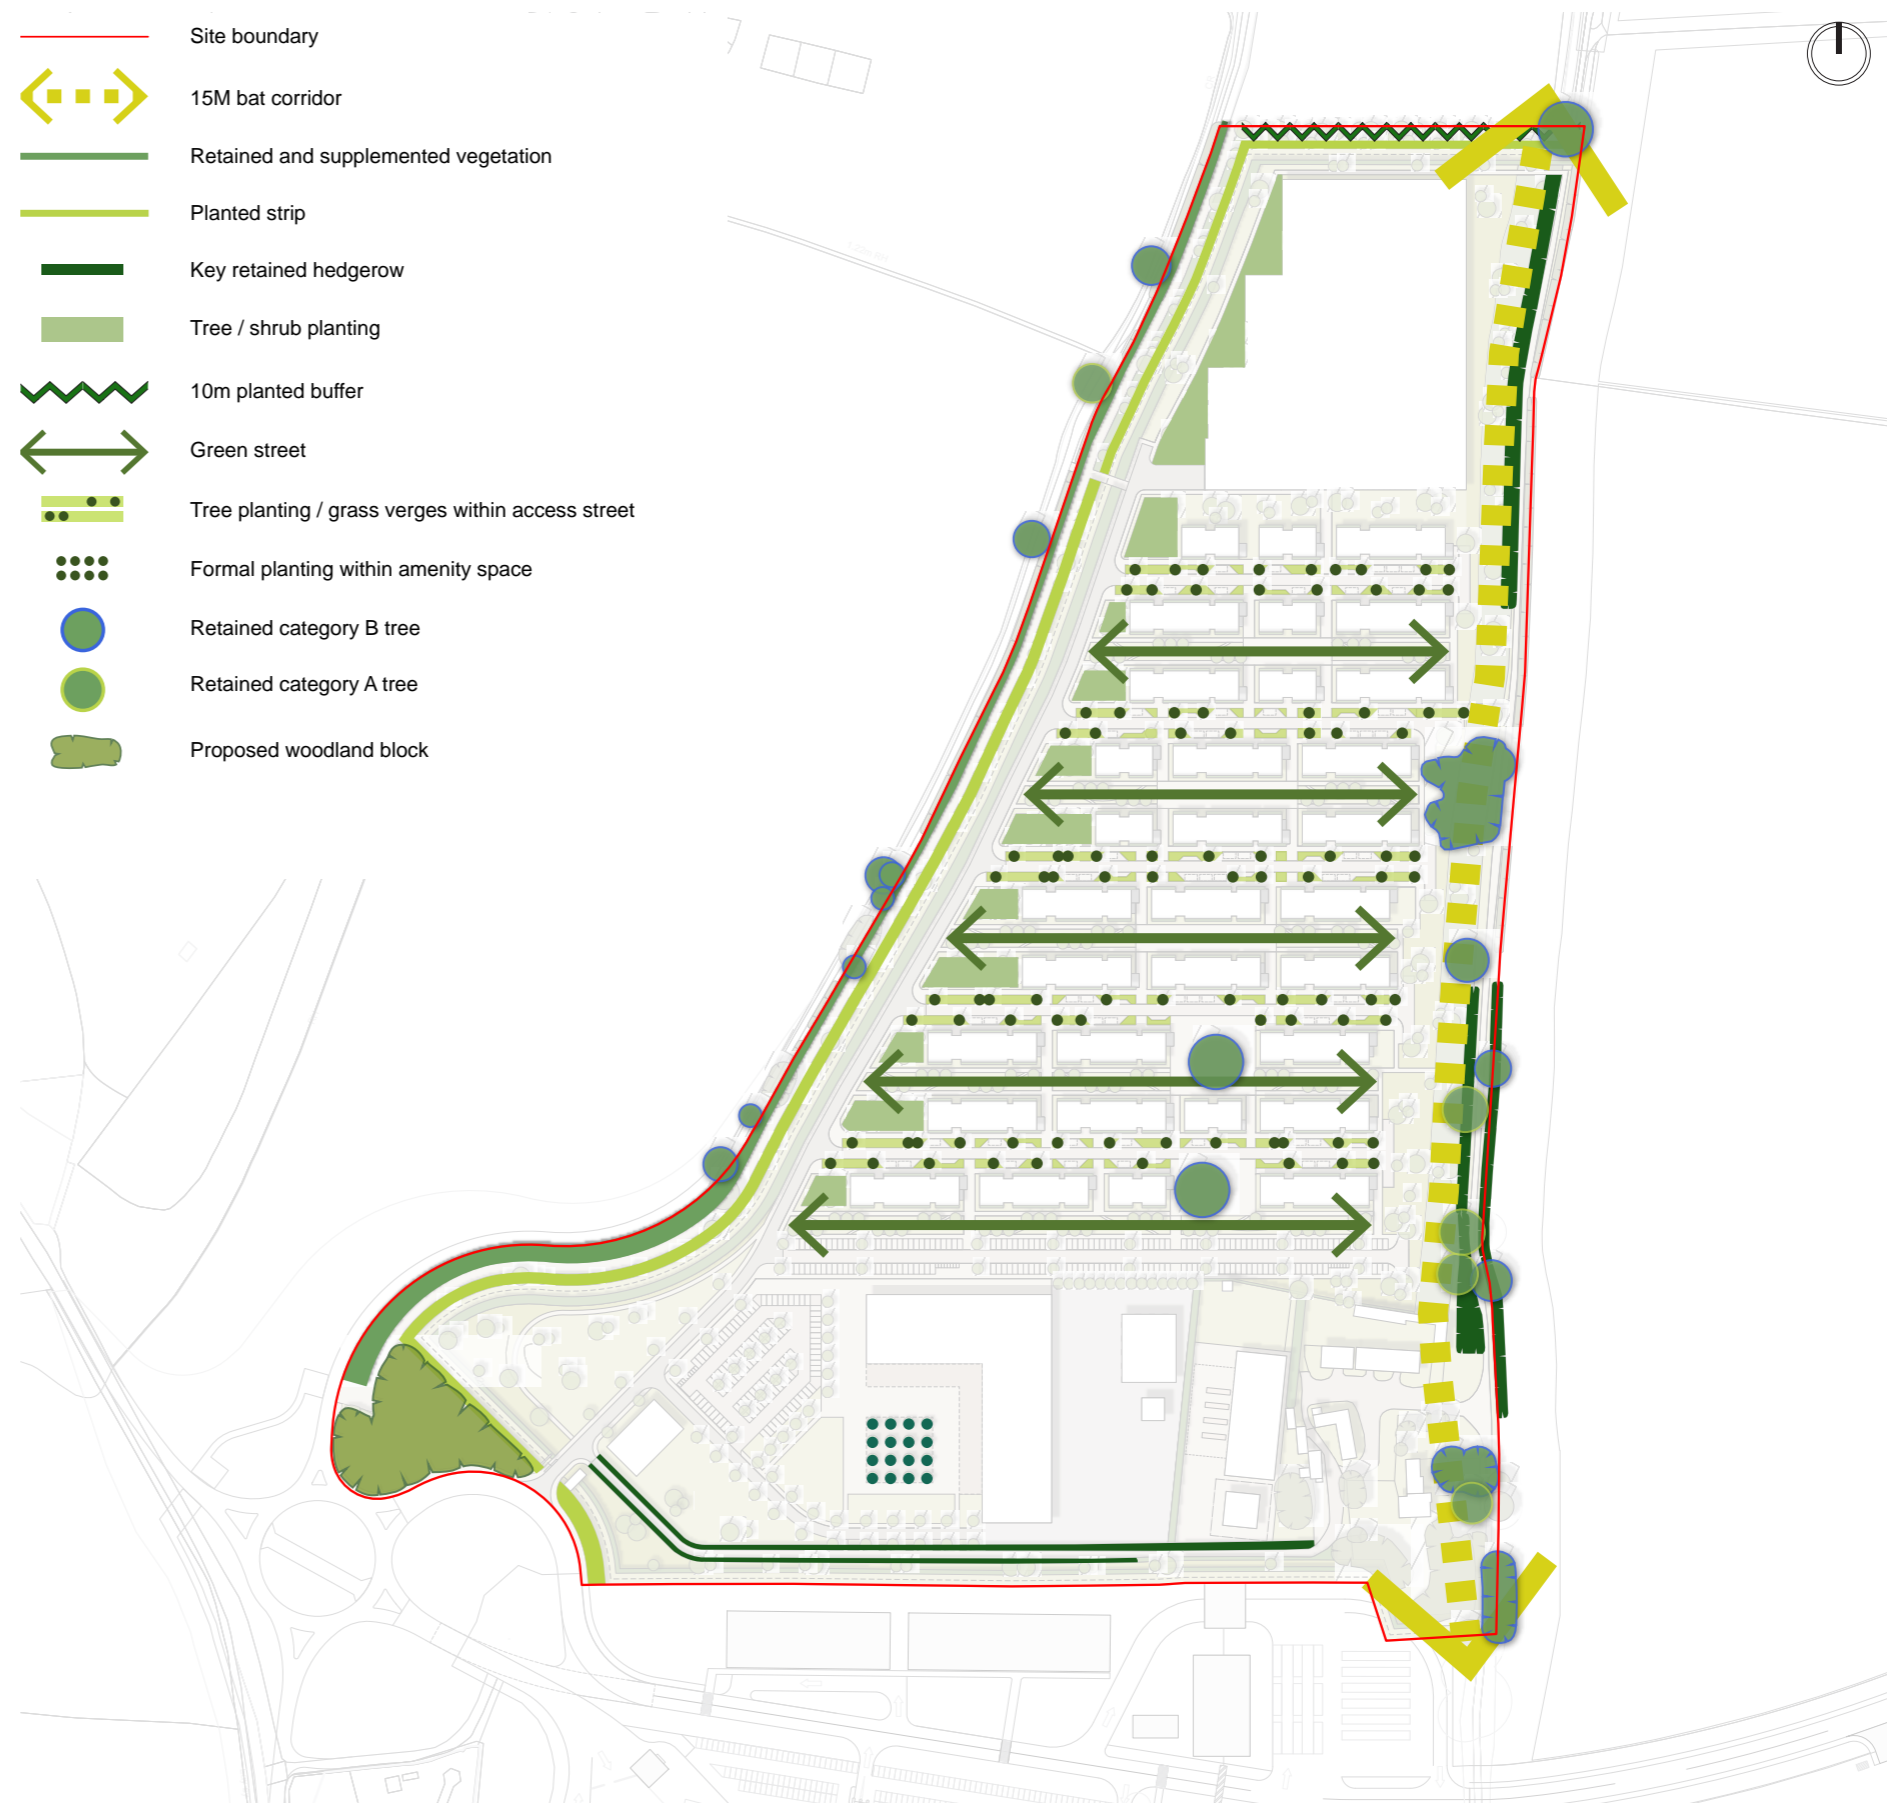 Site boundary
15M bat corridor
Retained and supplemented vegetation
Planted strip
Key retained hedgerow
Tree / shrub planting
10m planted buffer
Green street
Tree planting / grass verges within access street
Formal planting within amenity space
Retained category B tree
Retained category A tree
Proposed woodland block